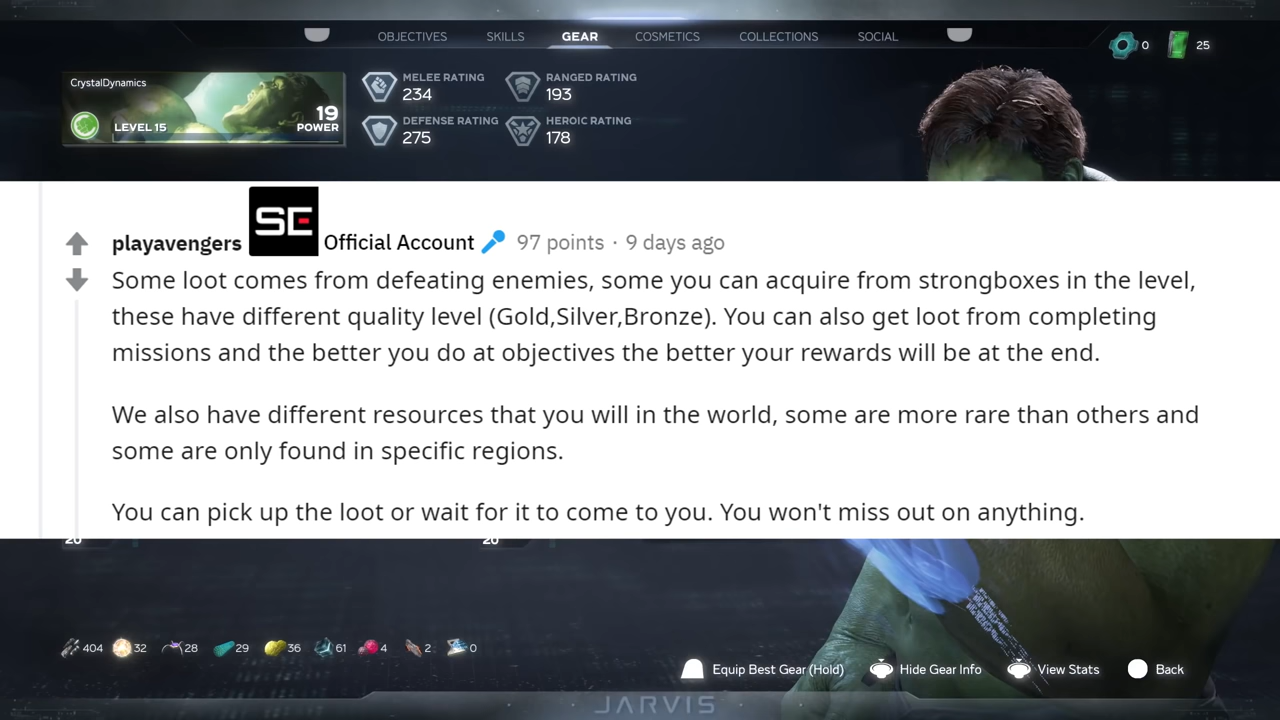 OBJECTIVES SKILLS GEAR COSMETICS COLLECTIONS SOCIAL
0 25
CrystalDynamics
19
LEVEL 15 POWER
MELEE RATING
234
RANGED RATING
193
DEFENSE RATING
275
HEROIC RATING
178
playavengers SE Official Account 97 points · 9 days ago
Some loot comes from defeating enemies, some you can acquire from strongboxes in the level,
these have different quality level (Gold,Silver,Bronze). You can also get loot from completing
missions and the better you do at objectives the better your rewards will be at the end.
We also have different resources that you will in the world, some are more rare than others and
some are only found in specific regions.
You can pick up the loot or wait for it to come to you. You won't miss out on anything.
20 20
404 32 28 29 36 61 4 2 0
Equip Best Gear (Hold) Hide Gear Info View Stats Back
JARVIS